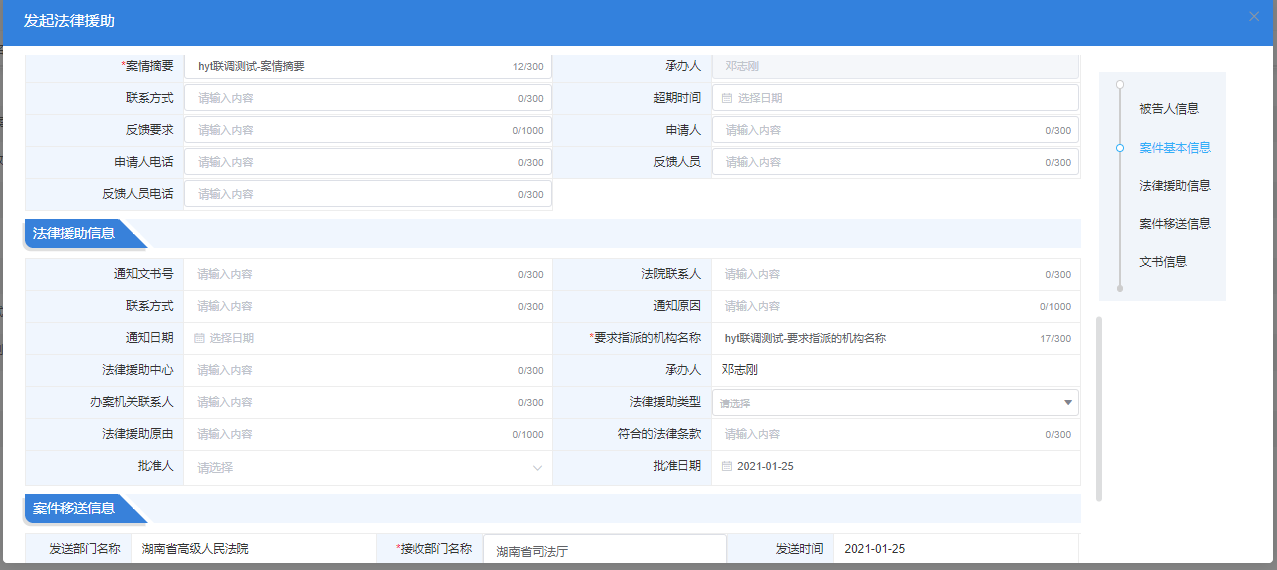 发起法律援助
*案情摘要 hyt联调测试-案情摘要 12/300 承办人 邓志刚
联系方式 请输入内容 0/300 超期时间 选择日期
反馈要求 请输入内容 0/1000 申请人 请输入内容 0/300
申请人电话 请输入内容 0/300 反馈人员 请输入内容 0/300
反馈人员电话 请输入内容 0/300
法律援助信息
通知文书号 请输入内容 0/300 法院联系人 请输入内容 0/300
联系方式 请输入内容 0/300 通知原因 请输入内容 0/1000
通知日期 选择日期 *要求指派的机构名称 hyt联调测试-要求指派的机构名称 17/300
法律援助中心 请输入内容 0/300 承办人 邓志刚
办案机关联系人 请输入内容 0/300 法律援助类型 请选择
法律援助原由 请输入内容 0/1000 符合的法律条款 请输入内容 0/300
批准人 请选择 批准日期 2021-01-25
案件移送信息
发送部门名称 湖南省高级人民法院 *接收部门名称 湖南省司法厅 发送时间 2021-01-25
被告人信息
案件基本信息
法律援助信息
案件移送信息
文书信息